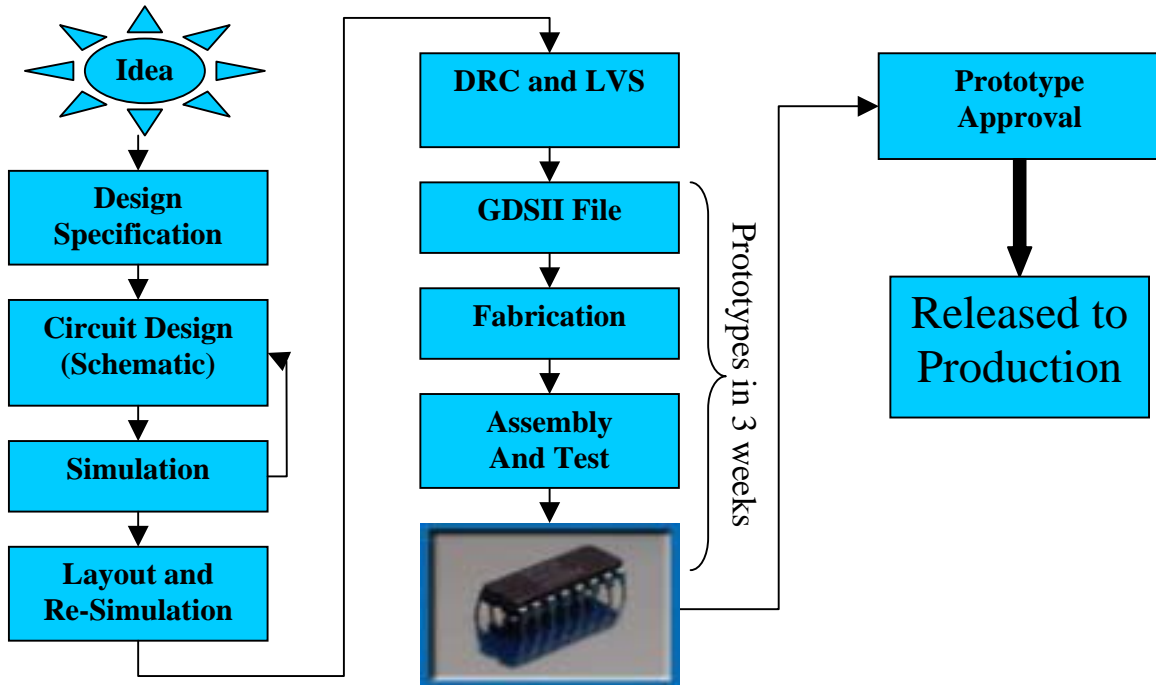 Idea
Design
Specification
Circuit Design
(Schematic)
Simulation
Layout and
Re-Simulation
DRC and LVS
GDSII File
Fabrication
Assembly
And Test
Prototypes in 3 weeks
Prototype
Approval
Released to
Production